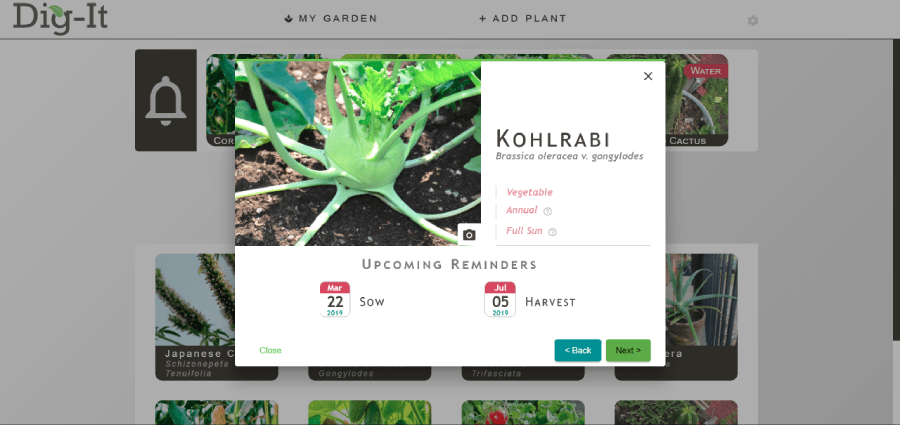 Dig-It
MY GARDEN
+ ADD PLANT
WATER
COR
CACTUS
KOHLRABI
Brassica oleracea v. gongylodes
Vegetable
Annual ?
Full Sun ?
UPCOMING REMINDERS
Mar
22
2019
SOW
Jul
05
2019
HARVEST
Close
< Back
Next >
Japanese C
Schizonepeta
Tenuifolia
Gongylodes
Trifasciata
era